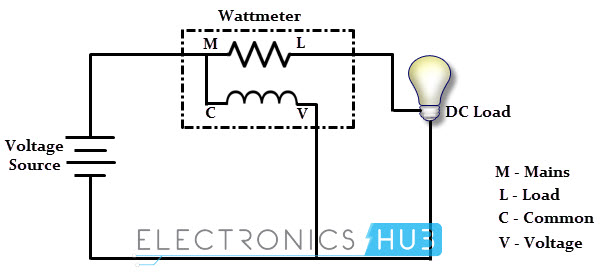 Wattmeter
M
L
C
V
Voltage
Source
DC Load
M - Mains
L - Load
C - Common
V - Voltage
ELECTRONICS HUB